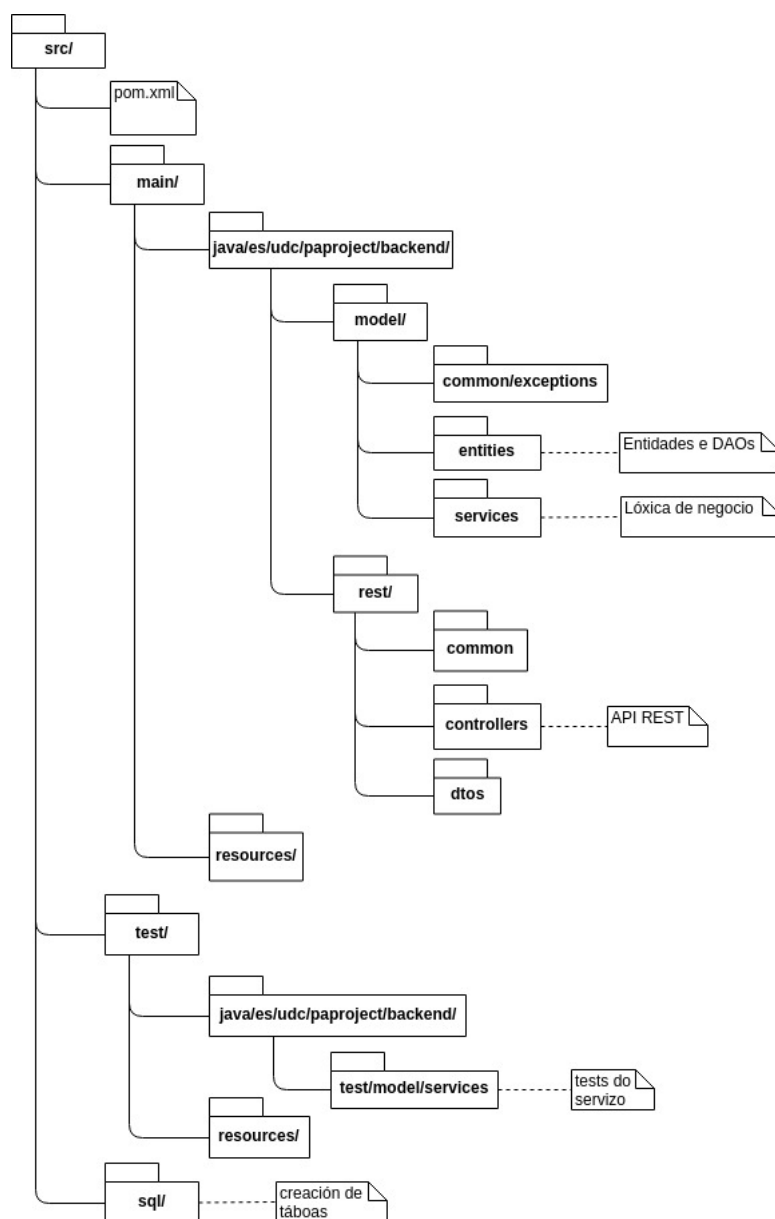 src/
pom.xml
main/
java/es/udc/paproject/backend/
model/
common/exceptions
entities
Entidades e DAOs
services
Lóxica de negocio
rest/
common
controllers
API REST
dtos
resources/
test/
java/es/udc/paproject/backend/
test/model/services
tests do
servizo
resources/
sql/
creación de
táboas